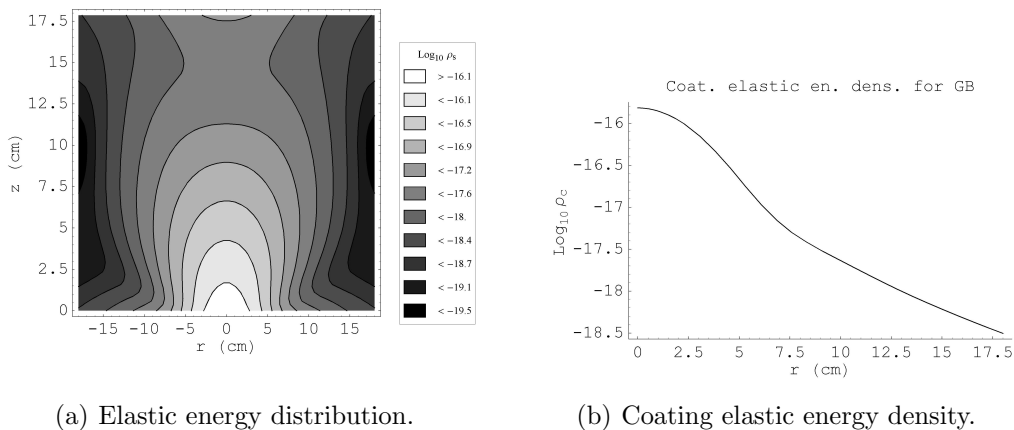 17.5
15
12.5
10
7.5
5
2.5
0
z (cm)
-15 -10 -5 0 5 10 15
r (cm)
Log10 ρs
> -16.1
< -16.1
< -16.5
< -16.9
< -17.2
< -17.6
< -18.
< -18.4
< -18.7
< -19.1
< -19.5
(a) Elastic energy distribution.
Coat. elastic en. dens. for GB
-16
-16.5
-17
-17.5
-18
-18.5
Log10 ρc
0 2.5 5 7.5 10 12.5 15 17.5
r (cm)
(b) Coating elastic energy density.